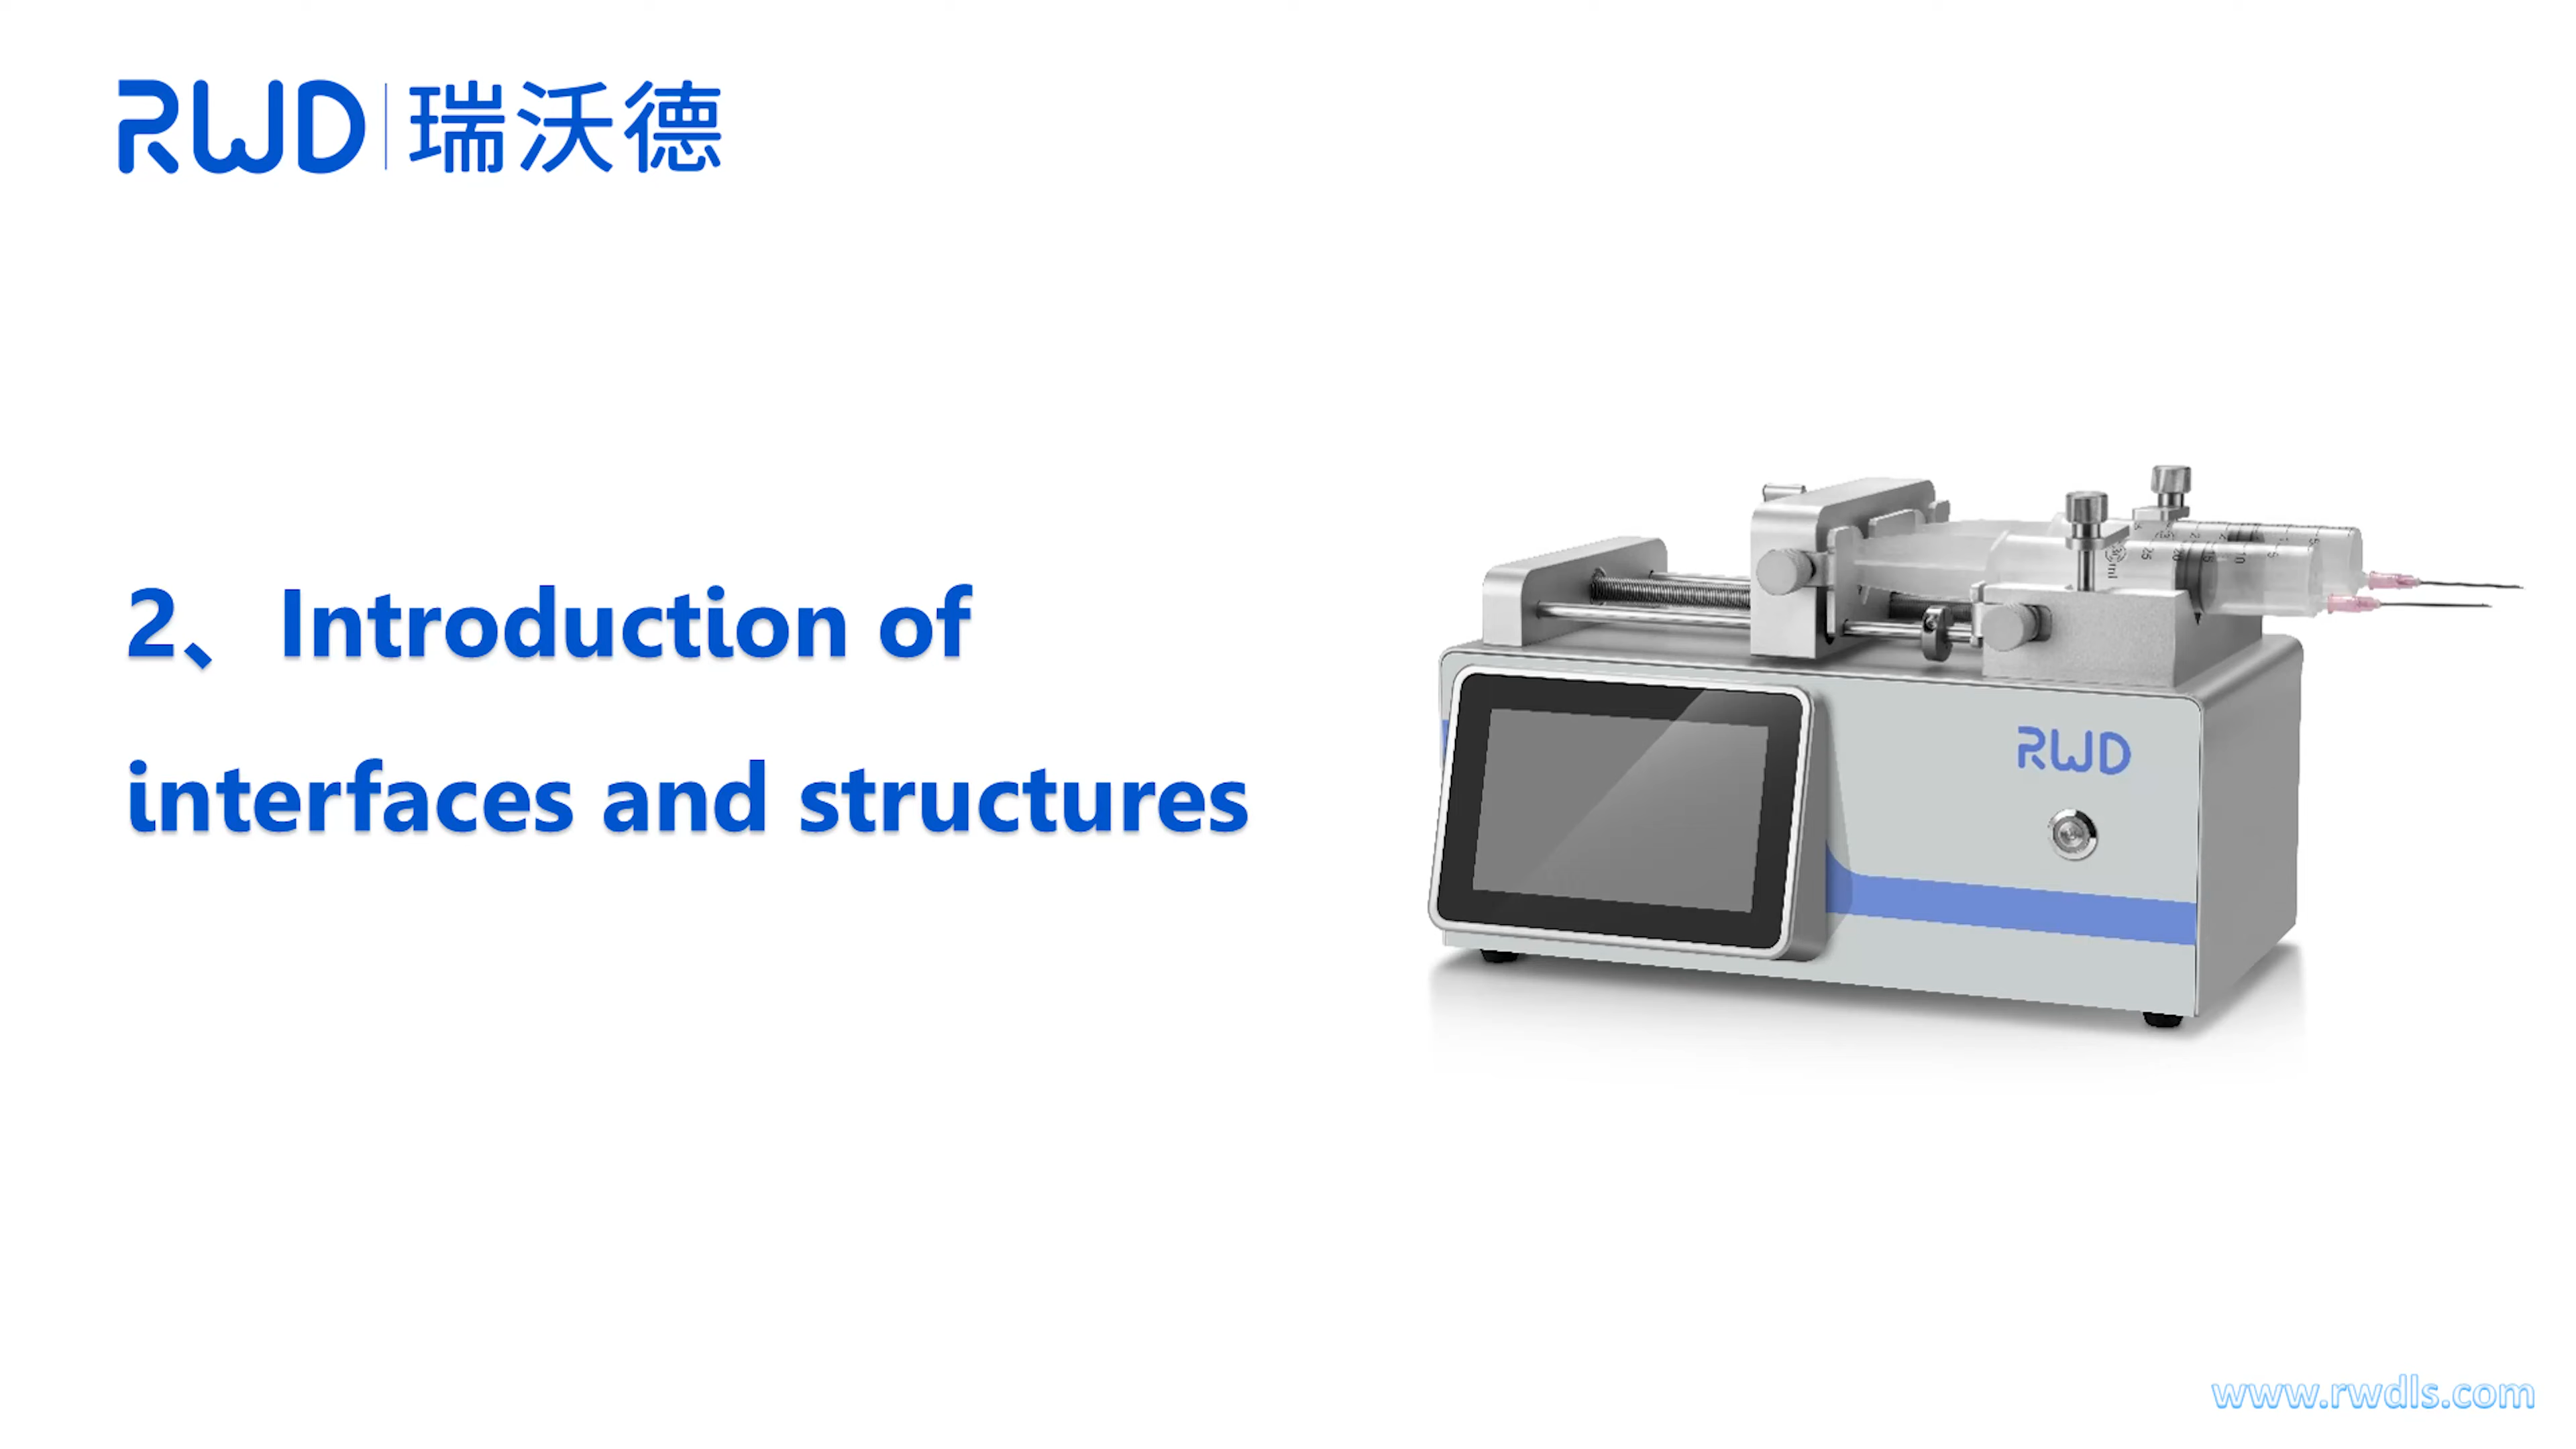 RWD 瑞沃德
2、Introduction of
interfaces and structures
RWD
www.rwdls.com